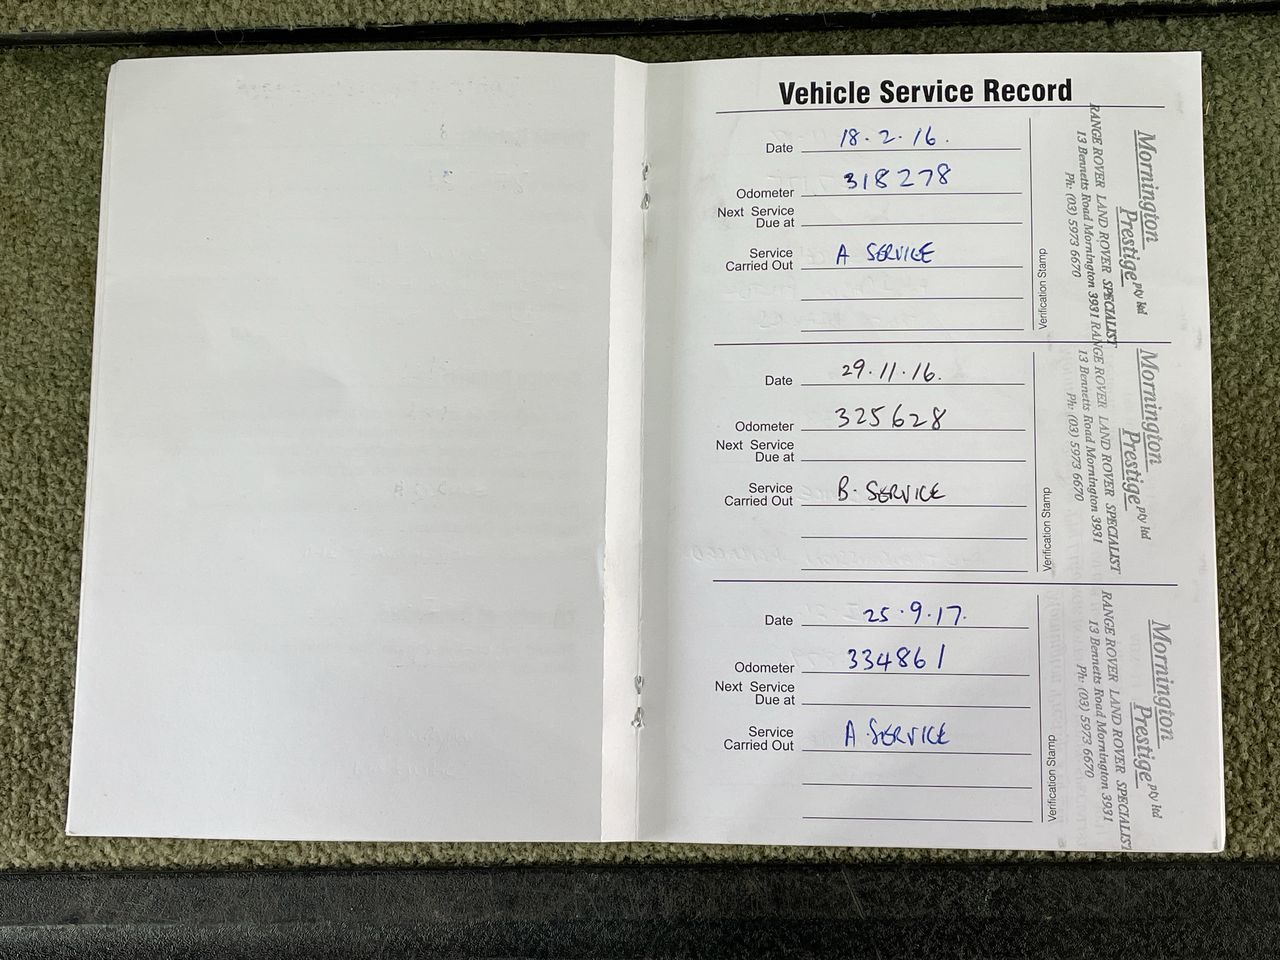 Vehicle Service Record
Date 18.2.16.
Odometer 318278
Next Service
Due at
Service
Carried Out A SERVICE
Verification Stamp
Mornington
Prestige pty ltd
RANGE ROVER LAND ROVER SPECIALIST
13 Bennetts Road Mornington 3931
Ph: (03) 5973 6670
Date 29.11.16.
Odometer 325628
Next Service
Due at
Service
Carried Out B. SERVICE
Verification Stamp
Mornington
Prestige pty ltd
RANGE ROVER LAND ROVER SPECIALIST
13 Bennetts Road Mornington 3931
Ph: (03) 5973 6670
Date 25.9.17.
Odometer 334861
Next Service
Due at
Service
Carried Out A SERVICE
Verification Stamp
Mornington
Prestige pty ltd
RANGE ROVER LAND ROVER SPECIALIST
13 Bennetts Road Mornington 3931
Ph: (03) 5973 6670